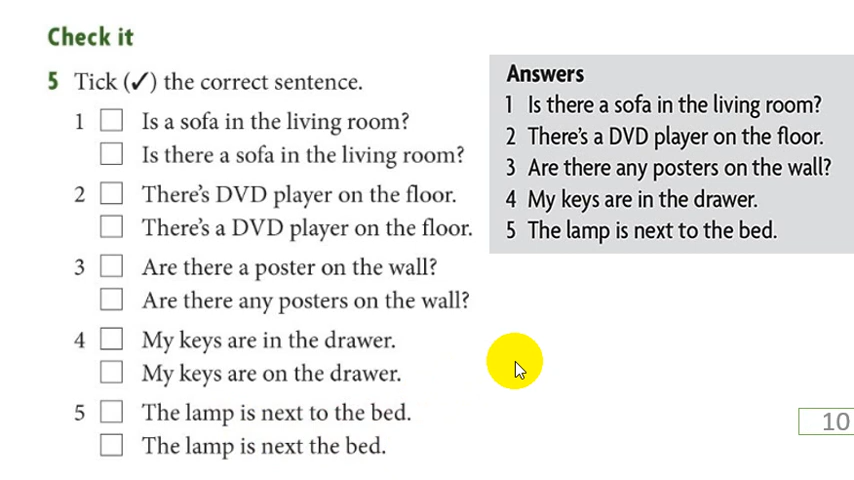 Check it
5 Tick (✓) the correct sentence.
1 Is a sofa in the living room?
Is there a sofa in the living room?
2 There's DVD player on the floor.
There's a DVD player on the floor.
3 Are there a poster on the wall?
Are there any posters on the wall?
4 My keys are in the drawer.
My keys are on the drawer.
5 The lamp is next to the bed.
The lamp is next the bed.
Answers
1 Is there a sofa in the living room?
2 There's a DVD player on the floor.
3 Are there any posters on the wall?
4 My keys are in the drawer.
5 The lamp is next to the bed.
10